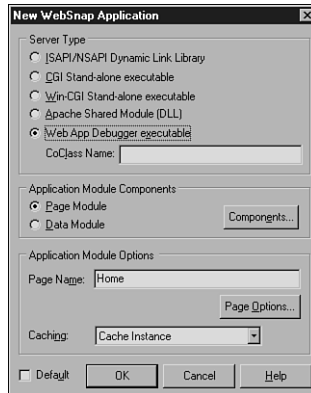 New WebSnap Application
Server Type
ISAPI/NSAPI Dynamic Link Library
CGI Stand-alone executable
Win-CGI Stand-alone executable
Apache Shared Module (DLL)
Web App Debugger executable
CoClass Name:
Application Module Components
Page Module
Data Module
Components...
Application Module Options
Page Name: Home
Page Options...
Caching: Cache Instance
Default OK Cancel Help